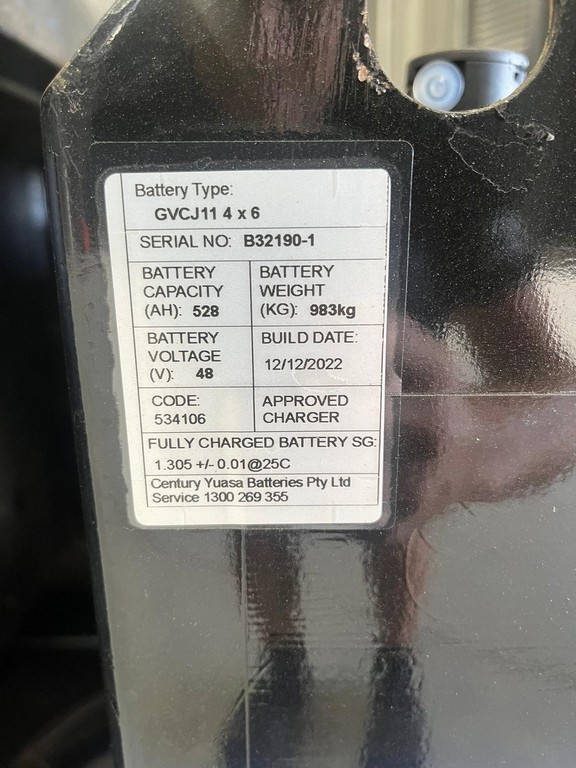 Battery Type:
GVCJ11 4 x 6
SERIAL NO: B32190-1
BATTERY
CAPACITY
(AH): 528
BATTERY
WEIGHT
(KG): 983kg
BATTERY
VOLTAGE
(V): 48
BUILD DATE:
12/12/2022
CODE:
534106
APPROVED
CHARGER
FULLY CHARGED BATTERY SG:
1.305 +/- 0.01@25C
Century Yuasa Batteries Pty Ltd
Service 1300 269 355